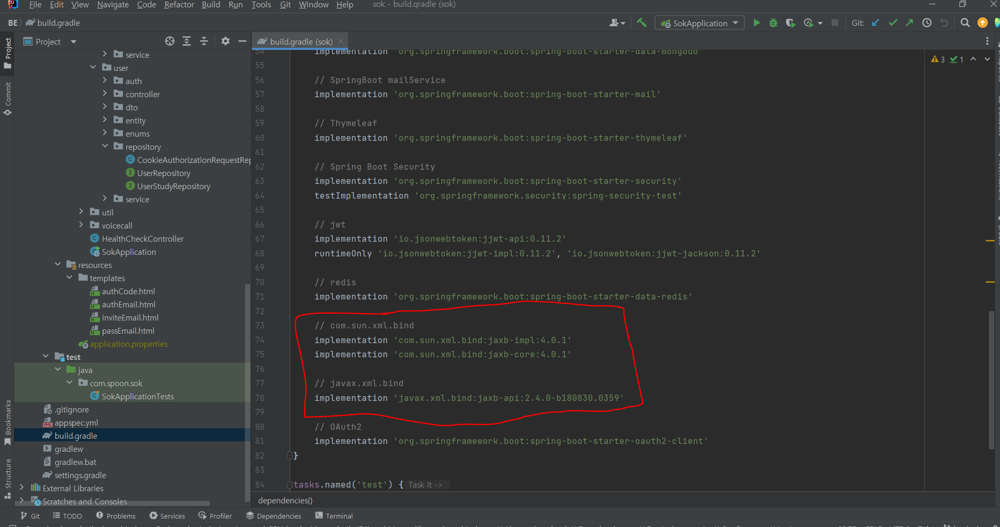 File Edit View Navigate Code Refactor Build Run Tools Git Window Help sok - build.gradle (sok)
BE build.gradle SokApplication Git:
Project
build.gradle (sok)
Project
Commit
Bookmarks
Structure
service
user
auth
controller
dto
entity
enums
repository
CookieAuthorizationRequestRep
UserRepository
UserStudyRepository
service
util
voicecall
HealthCheckController
SokApplication
resources
templates
authCode.html
authEmail.html
inviteEmail.html
passEmail.html
application.properties
test
java
com.spoon.sok
SokApplicationTests
.gitignore
appspec.yml
build.gradle
gradlew
gradlew.bat
settings.gradle
External Libraries
Scratches and Consoles
3 1
54 implementation 'org.springframework.boot:spring-boot-starter-data-mongodb'
55
56 // SpringBoot mailService
57 implementation 'org.springframework.boot:spring-boot-starter-mail'
58
59 // Thymeleaf
60 implementation 'org.springframework.boot:spring-boot-starter-thymeleaf'
61
62 // Spring Boot Security
63 implementation 'org.springframework.boot:spring-boot-starter-security'
64 testImplementation 'org.springframework.security:spring-security-test'
65
66 // jwt
67 implementation 'io.jsonwebtoken:jjwt-api:0.11.2'
68 runtimeOnly 'io.jsonwebtoken:jjwt-impl:0.11.2', 'io.jsonwebtoken:jjwt-jackson:0.11.2'
69
70 // redis
71 implementation 'org.springframework.boot:spring-boot-starter-data-redis'
72
73 // com.sun.xml.bind
74 implementation 'com.sun.xml.bind:jaxb-impl:4.0.1'
75 implementation 'com.sun.xml.bind:jaxb-core:4.0.1'
76
77 // javax.xml.bind
78 implementation 'javax.xml.bind:jaxb-api:2.4.0-b180830.0359'
79
80 // OAuth2
81 implementation 'org.springframework.boot:spring-boot-starter-oauth2-client'
82 }
83
84 tasks.named('test') { Task it ->
dependencies{}
Git TODO Problems Services Profiler Dependencies Terminal